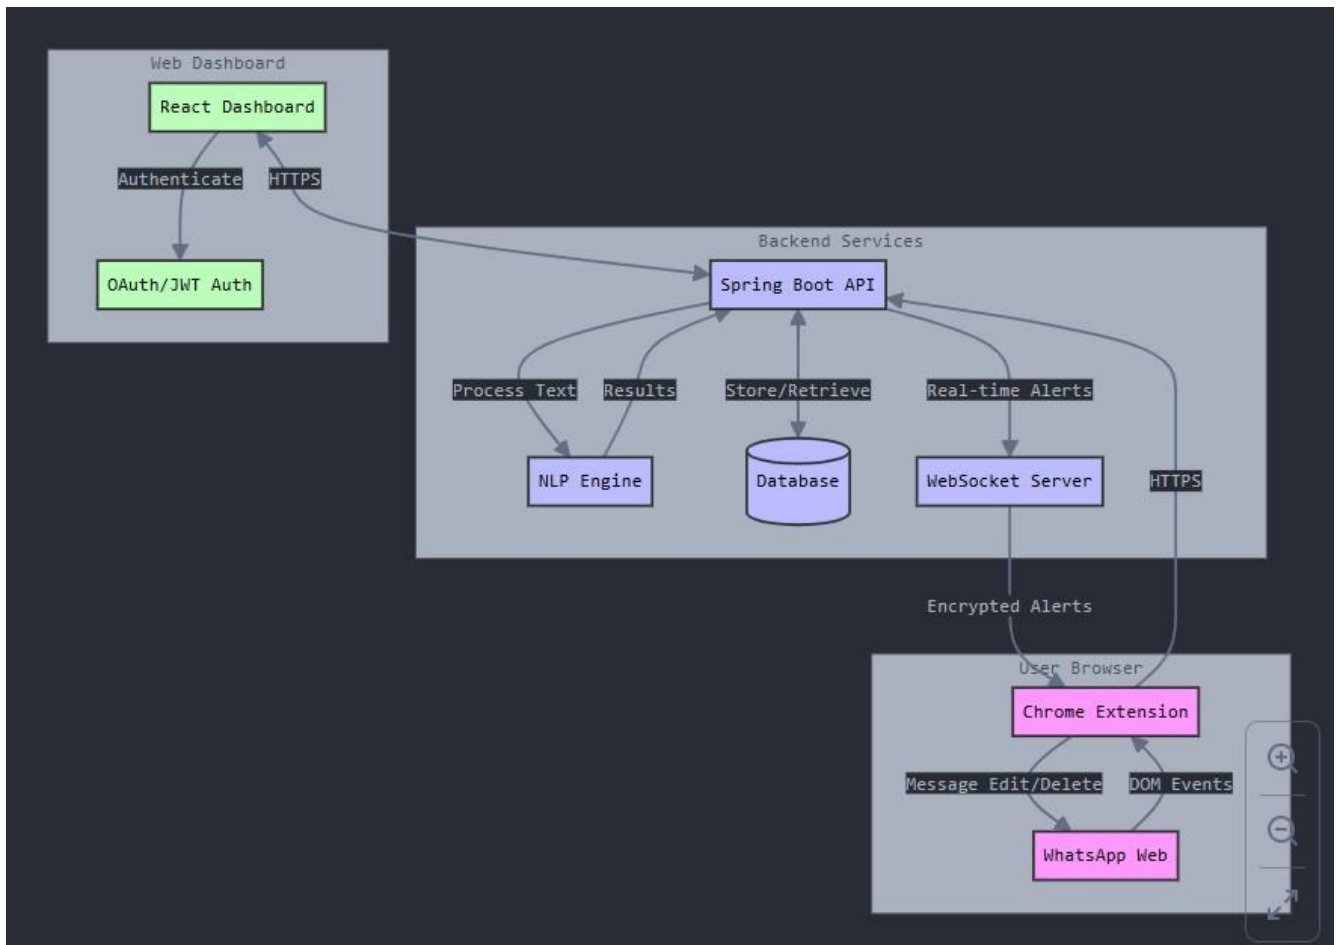 Web Dashboard
React Dashboard
Authenticate
HTTPS
OAuth/JWT Auth
Backend Services
Spring Boot API
Process Text
Results
Store/Retrieve
Real-time Alerts
NLP Engine
Database
WebSocket Server
HTTPS
Encrypted Alerts
User Browser
Chrome Extension
Message Edit/Delete
DOM Events
WhatsApp Web